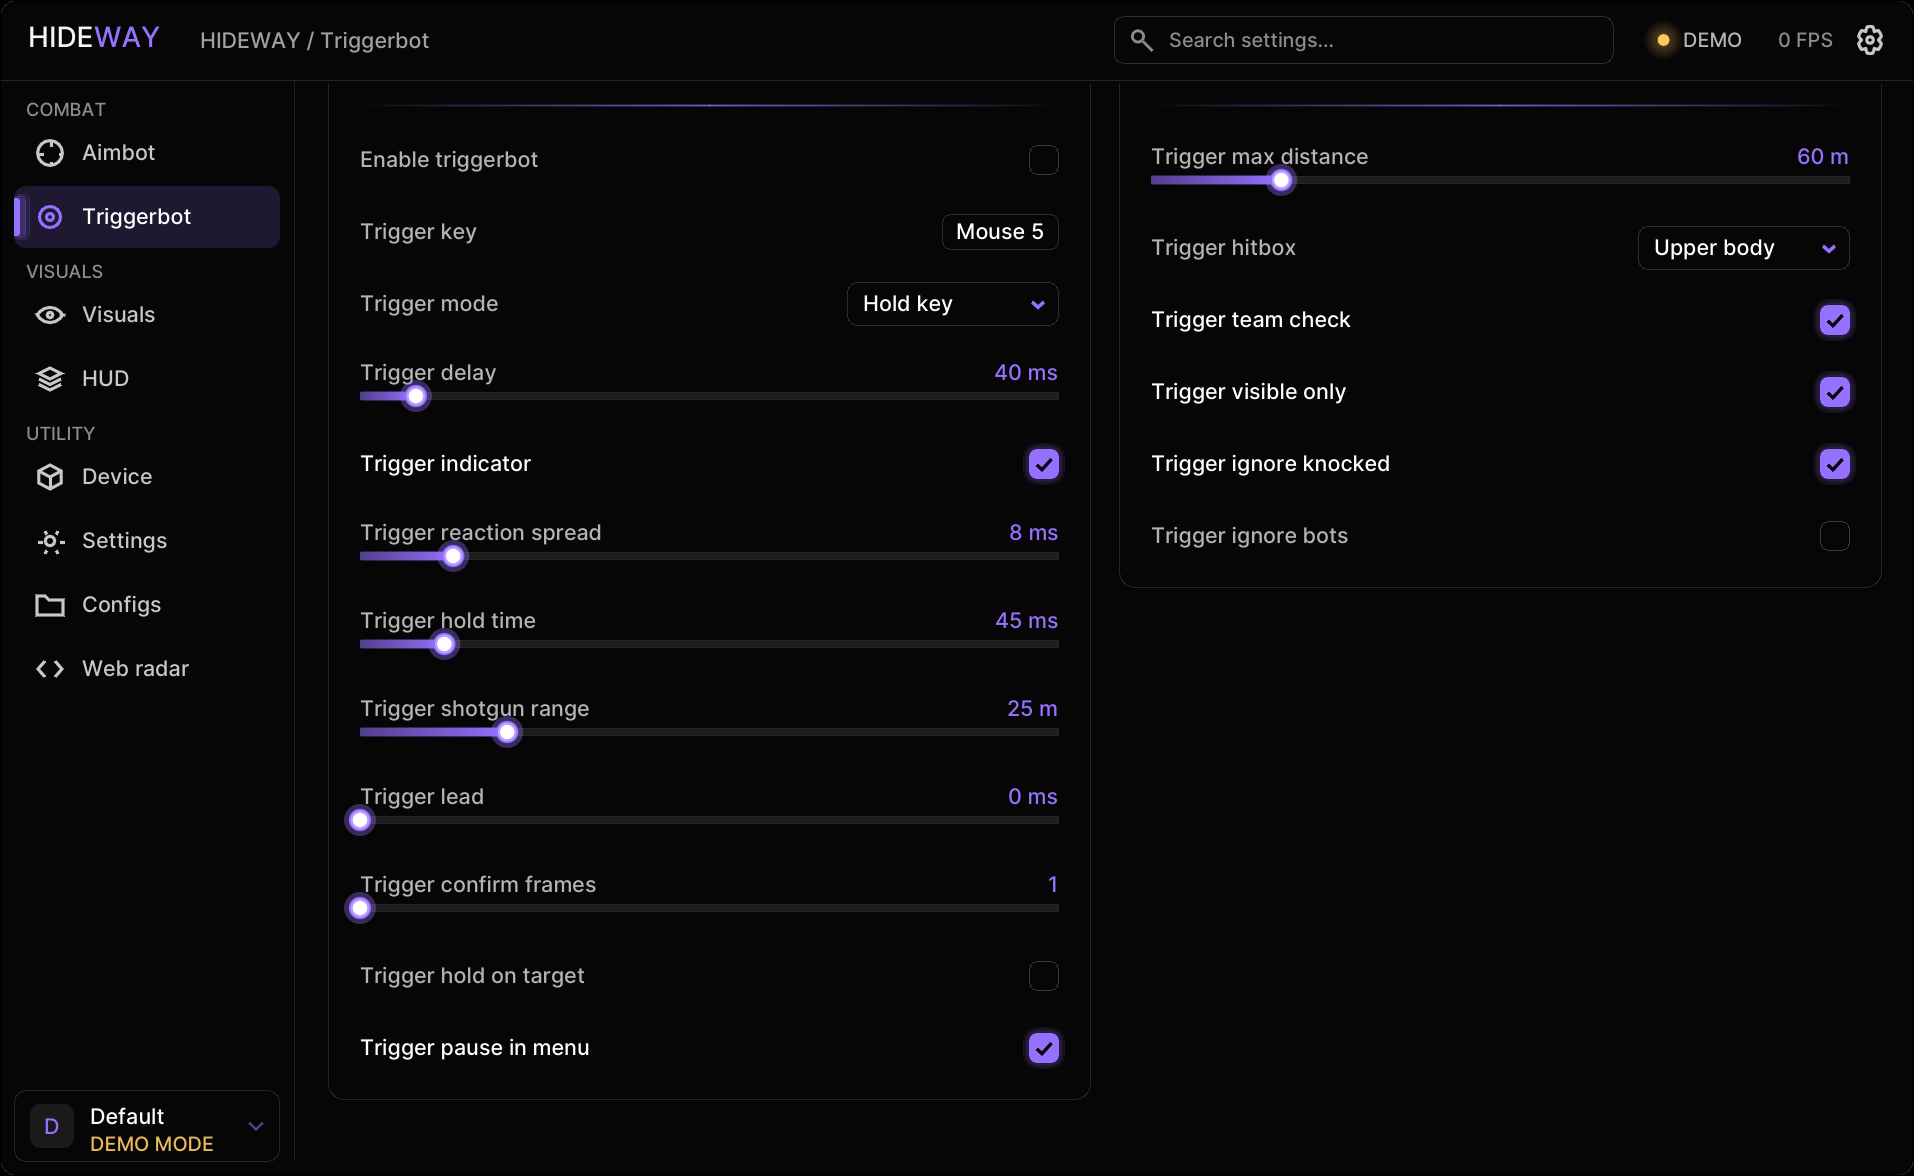 HIDEWAY
HIDEWAY / Triggerbot
Search settings...
DEMO
0 FPS
COMBAT
Aimbot
Triggerbot
VISUALS
Visuals
HUD
UTILITY
Device
Settings
Configs
Web radar
D
Default
DEMO MODE
Enable triggerbot
Trigger key
Mouse 5
Trigger mode
Hold key
Trigger delay
40 ms
Trigger indicator
Trigger reaction spread
8 ms
Trigger hold time
45 ms
Trigger shotgun range
25 m
Trigger lead
0 ms
Trigger confirm frames
1
Trigger hold on target
Trigger pause in menu
Trigger max distance
60 m
Trigger hitbox
Upper body
Trigger team check
Trigger visible only
Trigger ignore knocked
Trigger ignore bots